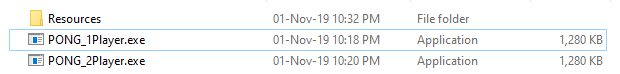 Resources 01-Nov-19 10:32 PM File folder
PONG_1Player.exe 01-Nov-19 10:18 PM Application 1,280 KB
PONG_2Player.exe 01-Nov-19 10:20 PM Application 1,280 KB